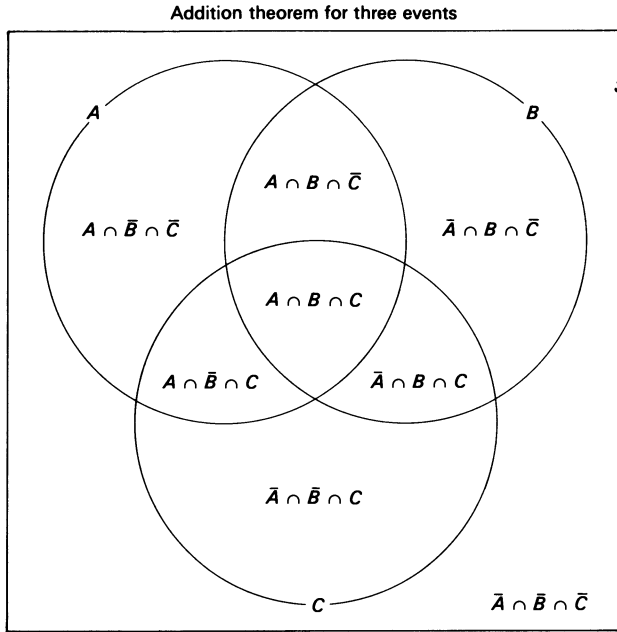 Addition theorem for three events
A
B
A ∩ B ∩ C̅
A ∩ B̅ ∩ C̅
A̅ ∩ B ∩ C̅
A ∩ B ∩ C
A ∩ B̅ ∩ C
A̅ ∩ B ∩ C
A̅ ∩ B̅ ∩ C
C
A̅ ∩ B̅ ∩ C̅